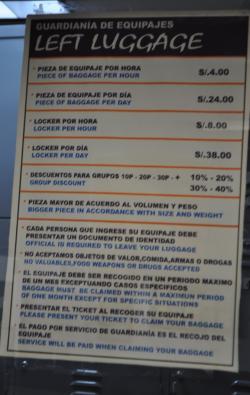 GUARDIANÍA DE EQUIPAJES
LEFT LUGGAGE
· PIEZA DE EQUIPAJE POR HORA
PIECE OF BAGGAGE PER HOUR
S/.4.00
· PIEZA DE EQUIPAJE POR DÍA
PIECE OF BAGGAGE PER DAY
S/.24.00
· LOCKER POR HORA
LOCKER PER HOUR
S/.8.00
· LOCKER POR DÍA
LOCKER PER DAY
S/.38.00
· DESCUENTOS PARA GRUPOS 10P - 20P - 30P - +
GROUP DISCOUNT
10% - 20%
30% - 40%
· PIEZA MAYOR DE ACUERDO AL VOLUMEN Y PESO
BIGGER PIECE IN ACCORDANCE WITH SIZE AND WEIGHT
· CADA PERSONA QUE INGRESE SU EQUIPAJE DEBE
PRESENTAR UN DOCUMENTO DE IDENTIDAD
OFFICIAL ID REQUIRED TO LEAVE YOUR LUGGAGE
· NO ACEPTAMOS OBJETOS DE VALOR,COMIDA,ARMAS O DROGAS
NO VALUABLES,FOOD WEAPONS OR DRUGS ACCEPTED
· EL EQUIPAJE DEBE SER RECOGIDO EN UN PERIODO MAXIMO
DE UN MES EXCEPTUANDO CASOS ESPECIFICOS
BAGGAGE MUST BE CLAIMED WITHIN A MAXIMUN PERIOD
OF ONE MONTH EXCEPT FOR SPECIFIC SITUATIONS
· PRESENTAR EL TICKET AL RECOGER SU EQUIPAJE
PLEASE PRESENT YOUR TICKET TO CLAIM YOUR BAGGAGE
· EL PAGO POR SERVICIO DE GUARDIANÍA ES EL RECOJO DEL
EQUIPAJE
SERVICE WILL BE PAID WHEN CLAIMING YOUR BAGGAGE